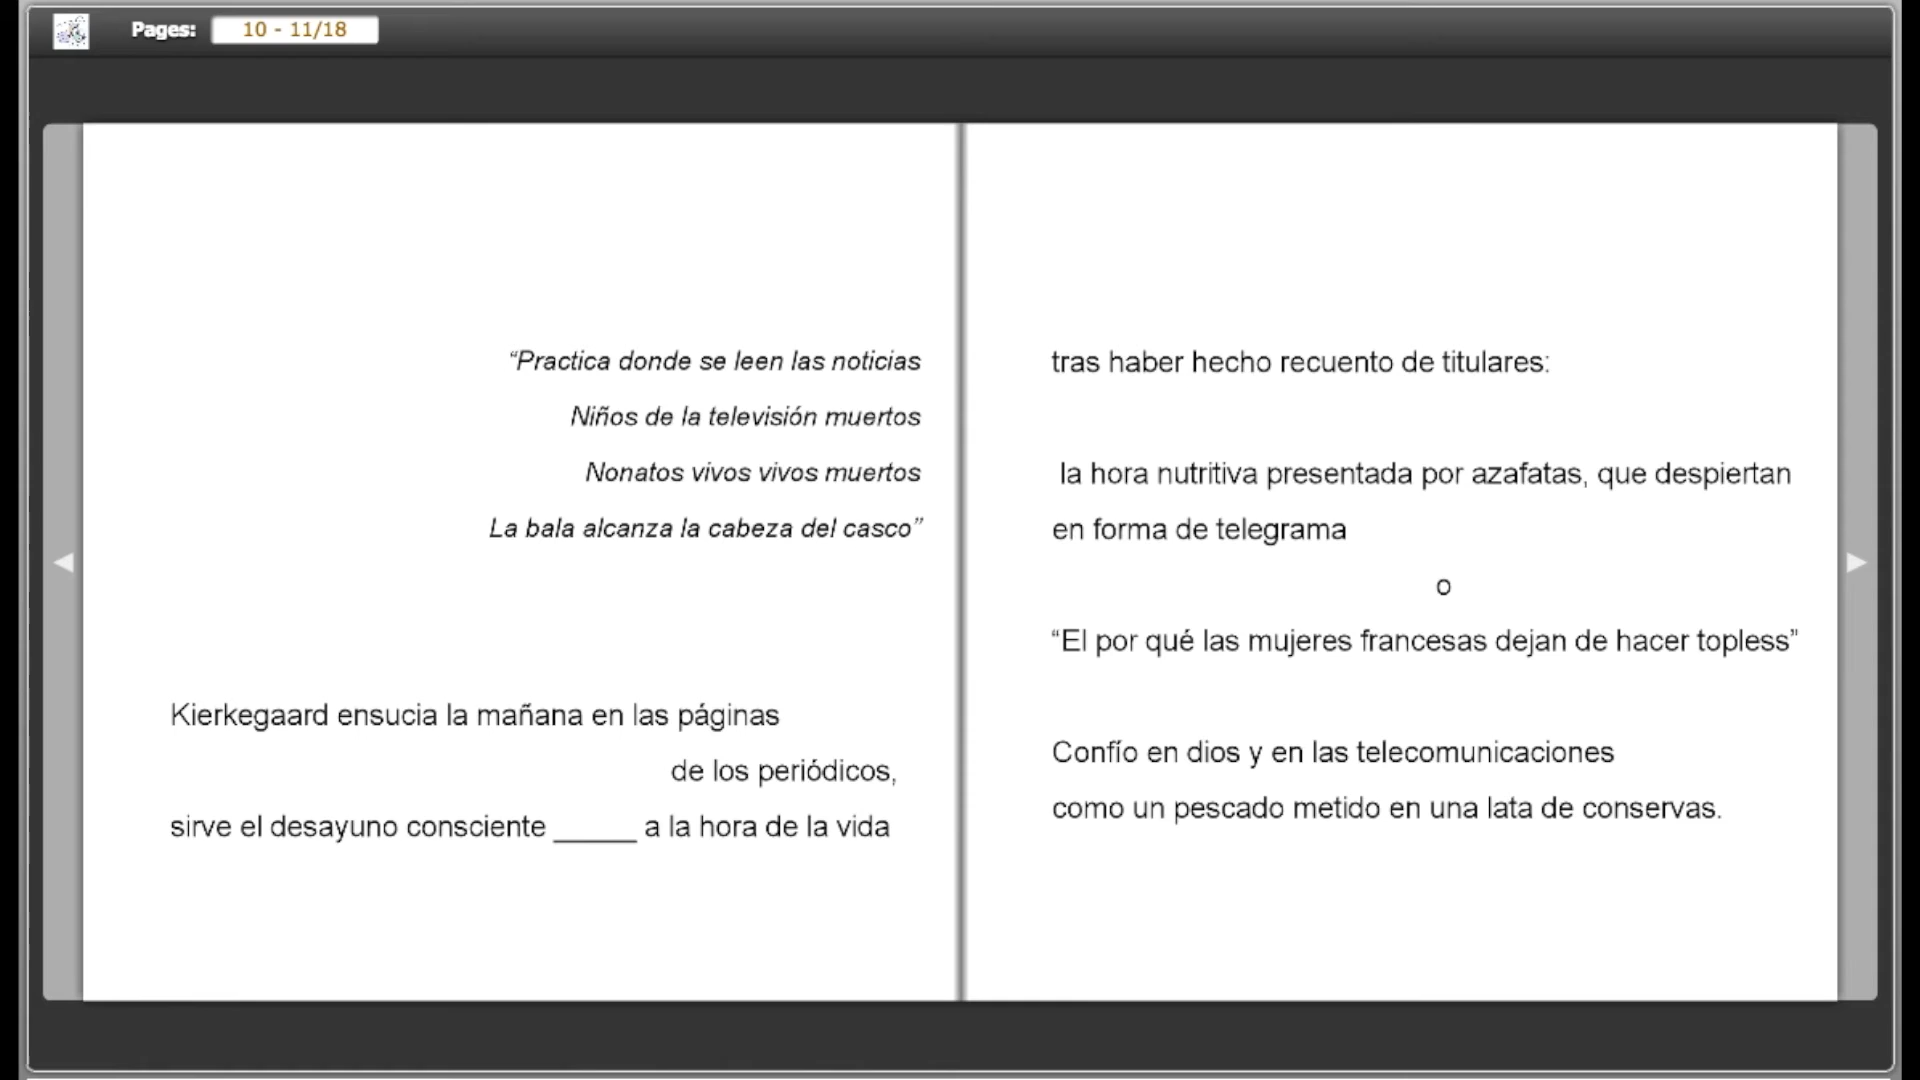 Pages: 10 - 11/18
“Practica donde se leen las noticias
Niños de la televisión muertos
Nonatos vivos vivos muertos
La bala alcanza la cabeza del casco”
Kierkegaard ensucia la mañana en las páginas
de los periódicos,
sirve el desayuno consciente ______ a la hora de la vida
tras haber hecho recuento de titulares:
la hora nutritiva presentada por azafatas, que despiertan
en forma de telegrama
o
“El por qué las mujeres francesas dejan de hacer topless”
Confío en dios y en las telecomunicaciones
como un pescado metido en una lata de conservas.